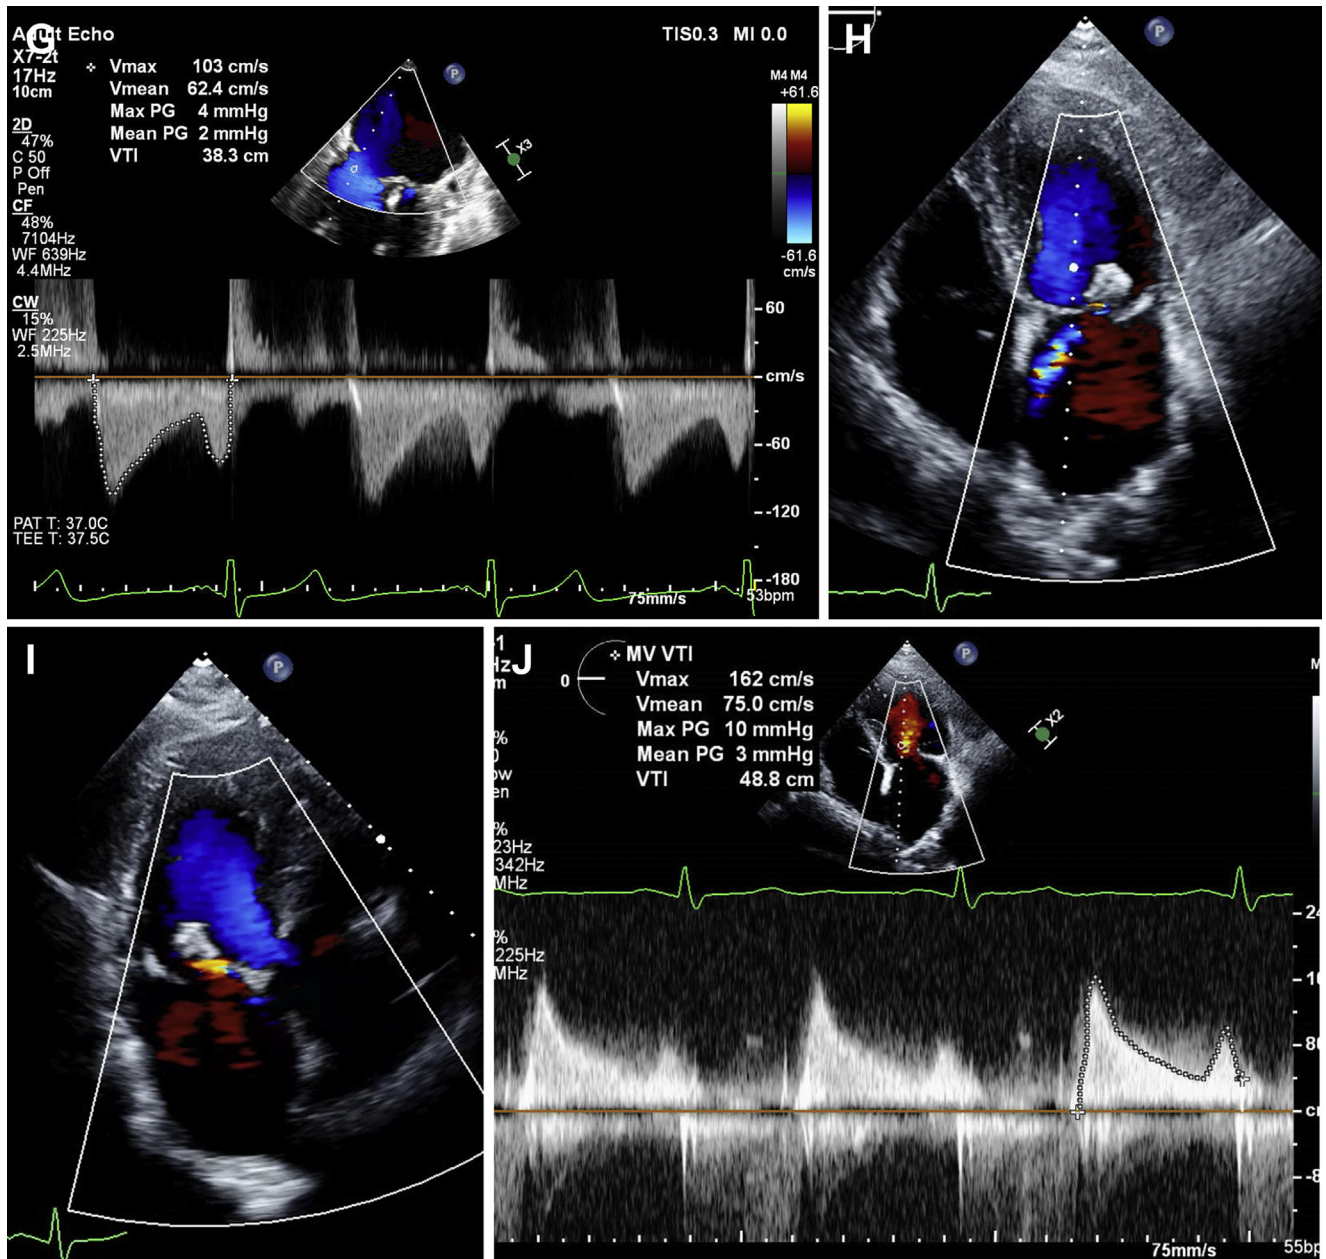 G
Adult Echo
TIS0.3 MI 0.0
X7-2t
17Hz
10cm
Vmax 103 cm/s
Vmean 62.4 cm/s
Max PG 4 mmHg
Mean PG 2 mmHg
VTI 38.3 cm
P
M4 M4
+61.6
X3
2D
47%
C 50
P Off
Pen
CF
48%
7104Hz
WF 639Hz
4.4MHz
-61.6
cm/s
CW
15%
WF 225Hz
2.5MHz
60
cm/s
-60
-120
-180
PAT T: 37.0C
TEE T: 37.5C
75mm/s
53bpm
H
P
I
P
J
MV VTI
Vmax 162 cm/s
Vmean 75.0 cm/s
Max PG 10 mmHg
Mean PG 3 mmHg
VTI 48.8 cm
0
P
X2
M
%
%
23Hz
342Hz
MHz
%
225Hz
MHz
80
75mm/s